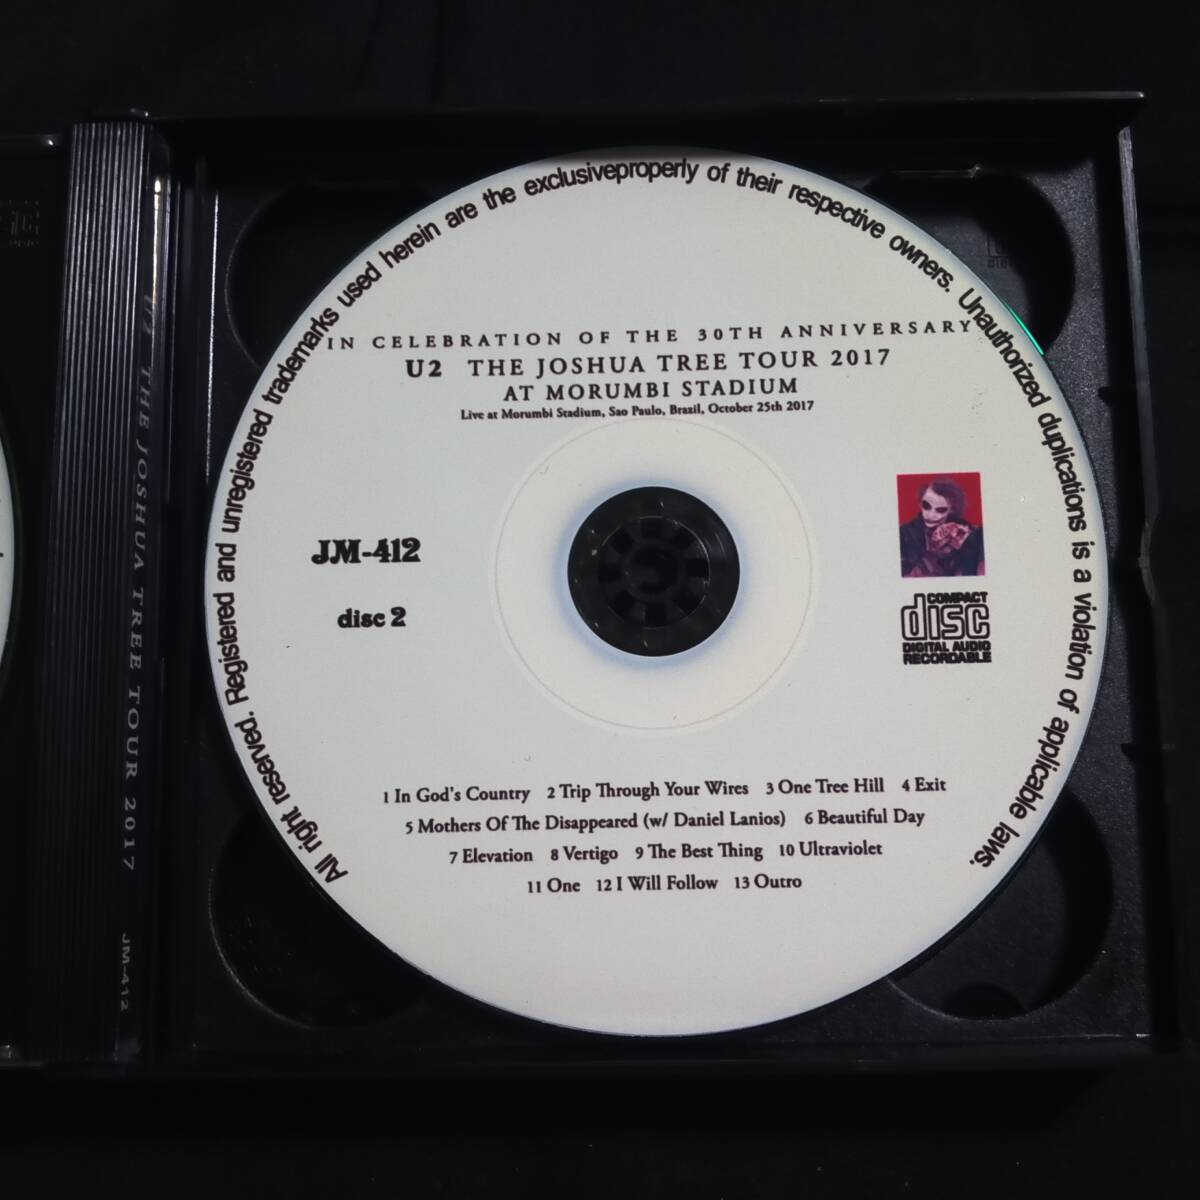 All right reserved. Registered and unregistered trademarks used herein are the exclusiveproperly of their respective owners. Unauthorized duplications is a violation of applicable laws.
IN CELEBRATION OF THE 30TH ANNIVERSARY
U2 THE JOSHUA TREE TOUR 2017
AT MORUMBI STADIUM
Live at Morumbi Stadium, Sao Paulo, Brazil, October 25th 2017
JM-412
disc 2
COMPACT
disc
DIGITAL AUDIO
RECORDABLE
1 In God's Country 2 Trip Through Your Wires 3 One Tree Hill 4 Exit
5 Mothers Of The Disappeared (w/ Daniel Lanios) 6 Beautiful Day
7 Elevation 8 Vertigo 9 The Best Thing 10 Ultraviolet
11 One 12 I Will Follow 13 Outro
U2 THE JOSHUA TREE TOUR 2017 JM-412